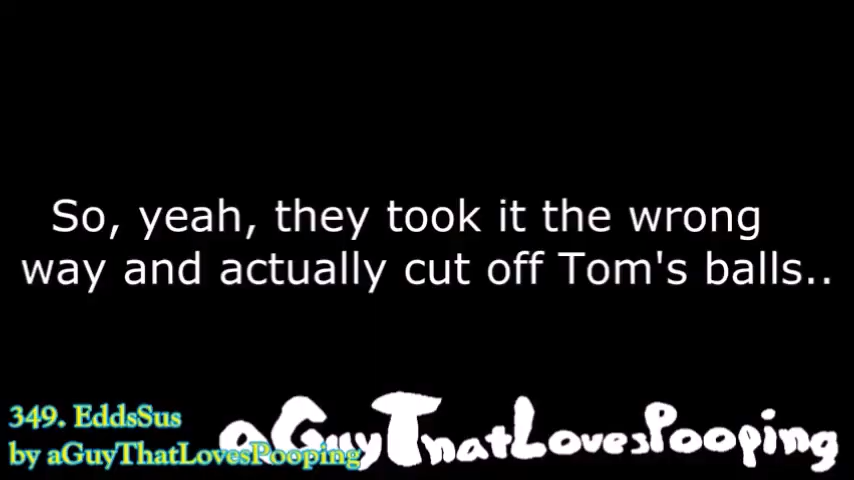 So, yeah, they took it the wrong
way and actually cut off Tom's balls..
349. EddsSus
by aGuyThatLovesPooping
aGuyThatLovesPooping